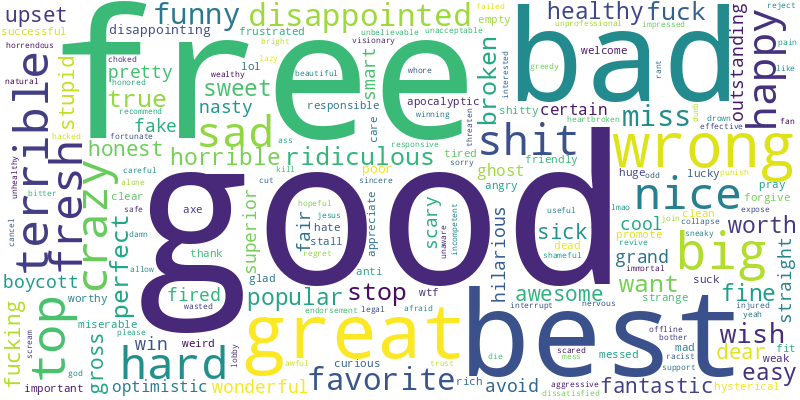 free
good
bad
best
great
wrong
nice
big
hard
top
crazy
terrible
fresh
sad
shit
happy
disappointed
funny
upset
successful
disappointing
frustrated
unbelievable
unacceptable
empty
failed
unprofessional
impressed
reject
healthy
fuck
outstanding
horrendous
stupid
choked
natural
honored
recommend
pretty
true
fake
honest
lol
sweet
nasty
wealthy
bright
lazy
beautiful
visionary
whore
smart
responsible
apocalyptic
winning
care
threaten
responsive
broken
interested
welcome
greedy
certain
shitty
heartbroken
miss
rant
dumb
drown
effective
pain
like
fan
horrible
ridiculous
ass
fortunate
hacked
unhealthy
bitter
careful
alone
clear
safe
damn
cancel
allow
boycott
worthy
perfect
thank
axe
superior
cut
kill
hopeful
jesus
hate
stall
regret
fair
sincere
appreciate
poor
tired
sorry
scary
unaware
incompetent
angry
ghost
friendly
hilarious
useful
sick
dead
shameful
lmao
cool
promote
revive
huge
odd
lucky
punish
clean
join
collapse
sneaky
pray
forgive
expose
worth
straight
grand
immortal
want
strange
suck
fine
injured
yeah
wish
dear
fit
weak
easy
fired
wasted
glad
anti
popular
endorsement
legal
stop
wtf
afraid
awesome
interrupt
nervous
offline
bother
mad
racist
support
messed
scared
mess
die
aggressive
dissatisfied
fantastic
hysterical
avoid
rich
trust
favorite
curious
awful
wonderful
lobby
weird
win
optimistic
miserable
please
gross
important
god
scream
fucking